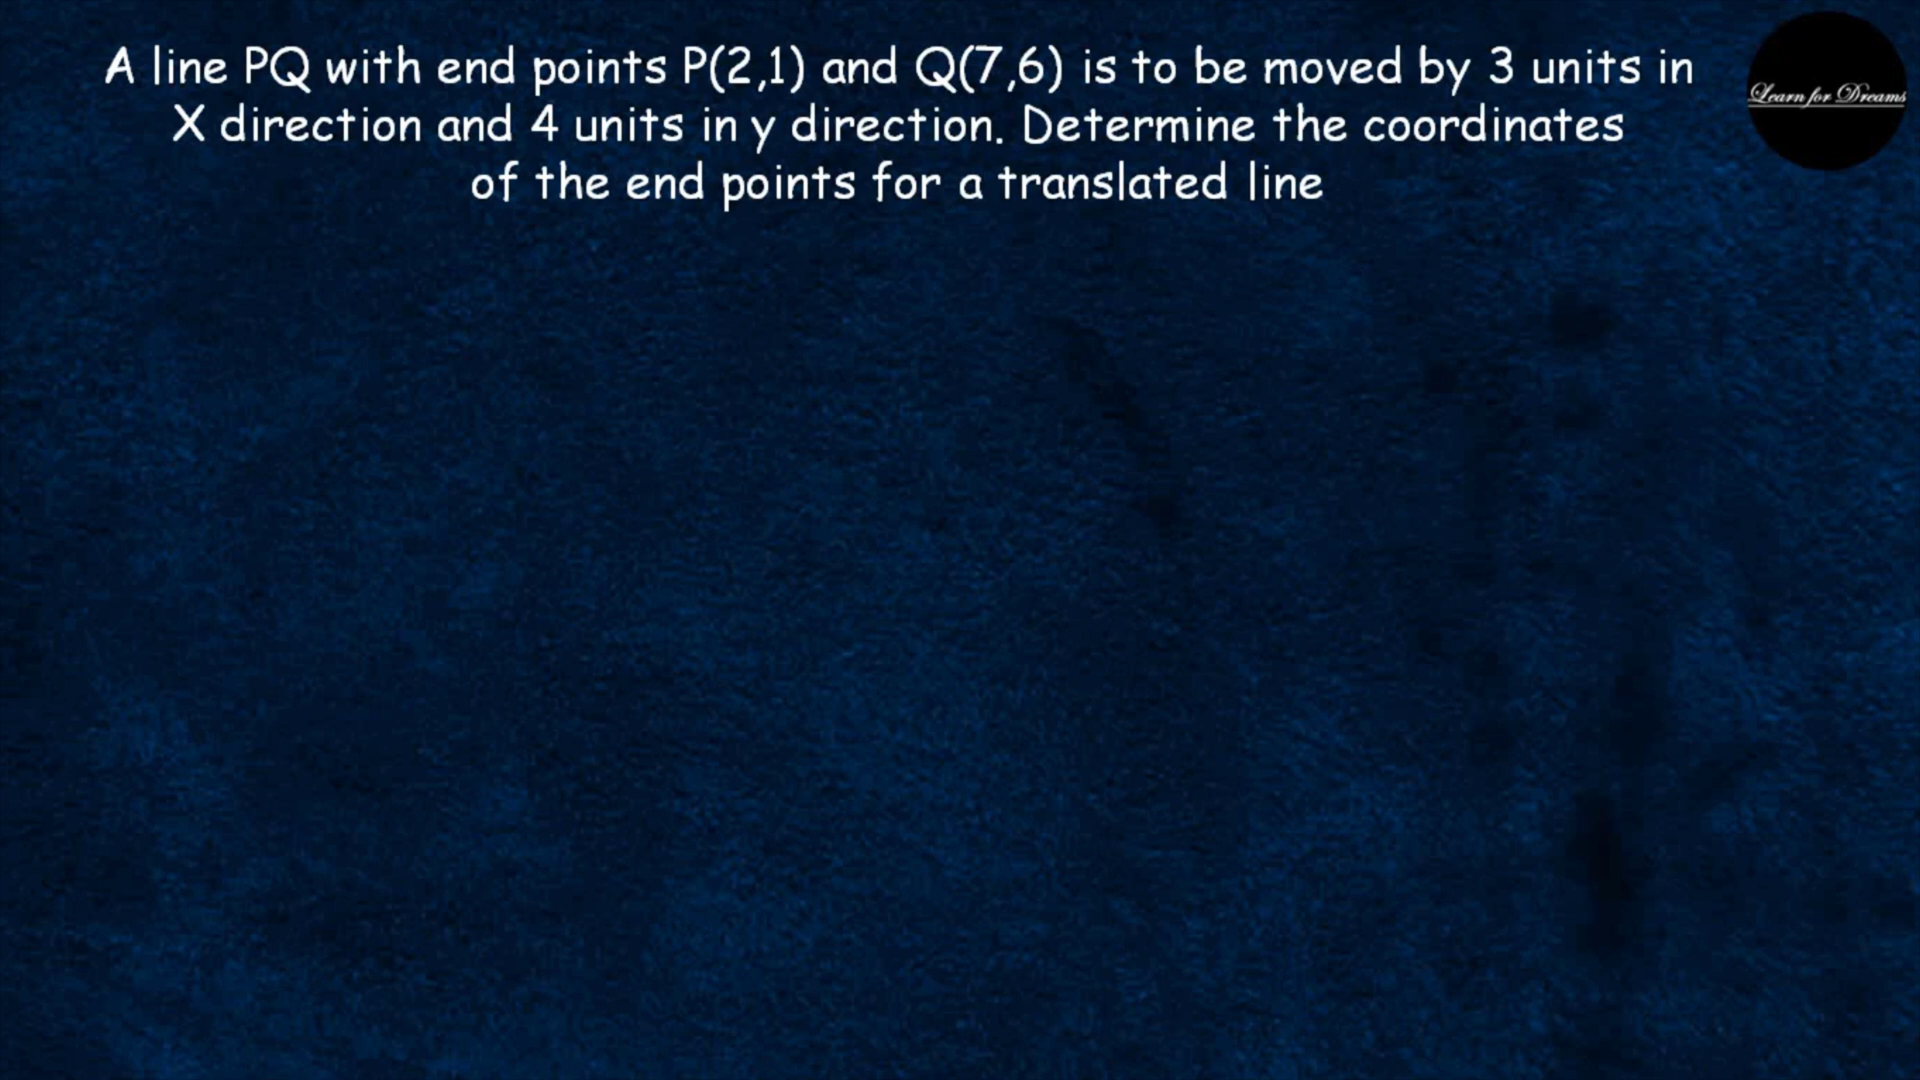 A line PQ with end points P(2,1) and Q(7,6) is to be moved by 3 units in
X direction and 4 units in y direction. Determine the coordinates
of the end points for a translated line
Learn for Dreams